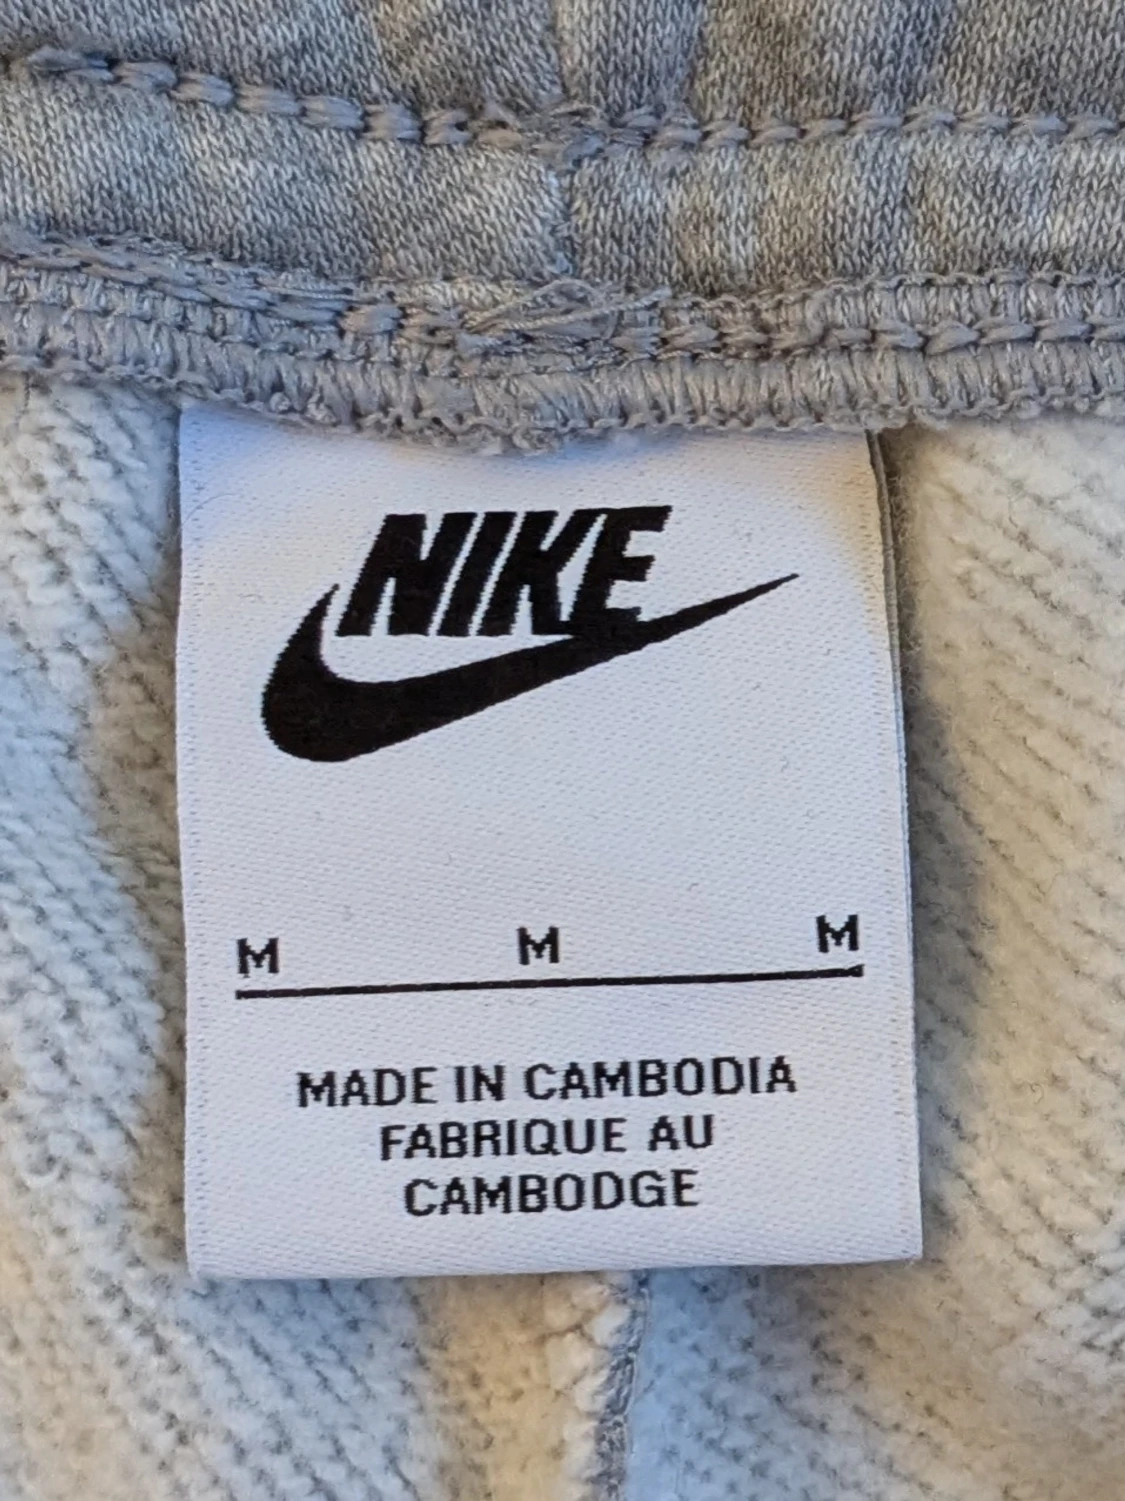 NIKE
M M M
MADE IN CAMBODIA
FABRIQUE AU
CAMBODGE